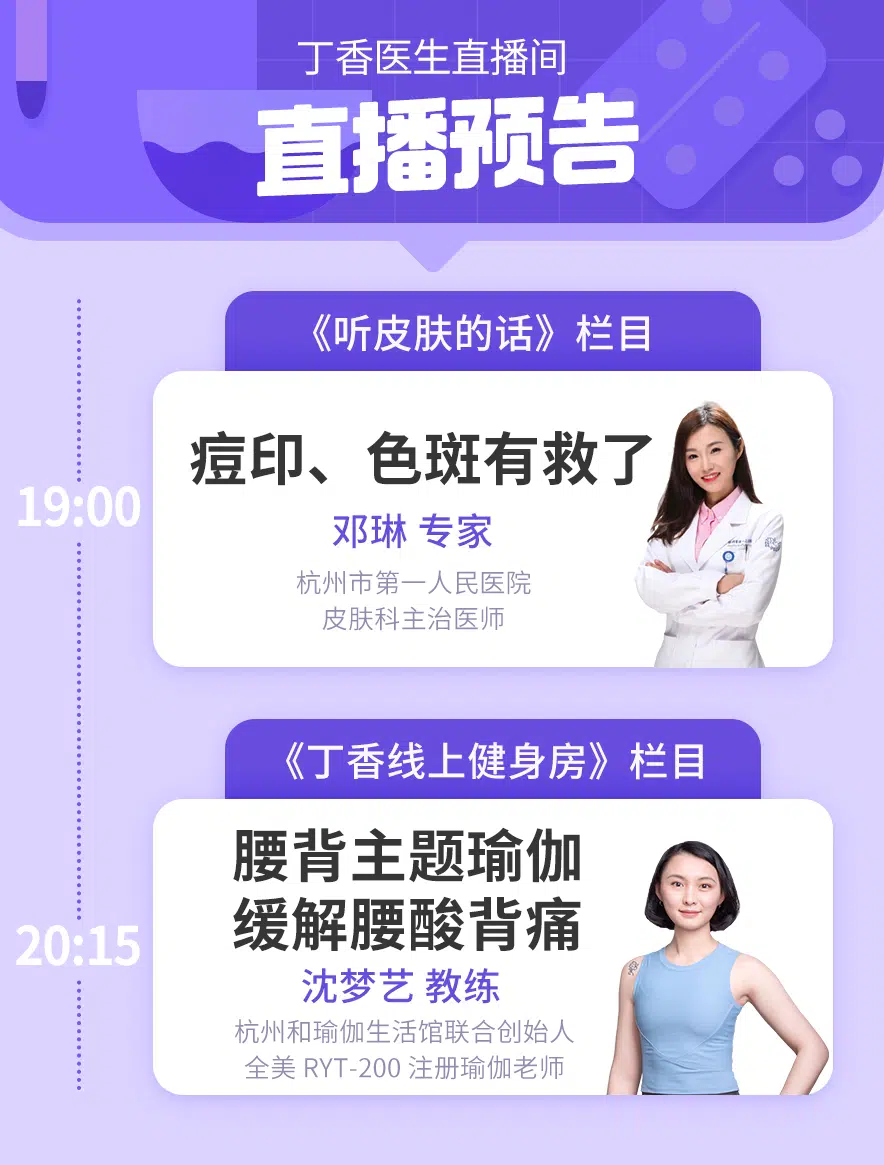 丁香医生直播间
直播预告
《听皮肤的话》栏目
痘印、色斑有救了
19:00
邓琳 专家
杭州市第一人民医院
皮肤科主治医师
《丁香线上健身房》栏目
腰背主题瑜伽
缓解腰酸背痛
20:15
沈梦艺 教练
杭州和瑜伽生活馆联合创始人
全美 RYT-200 注册瑜伽老师